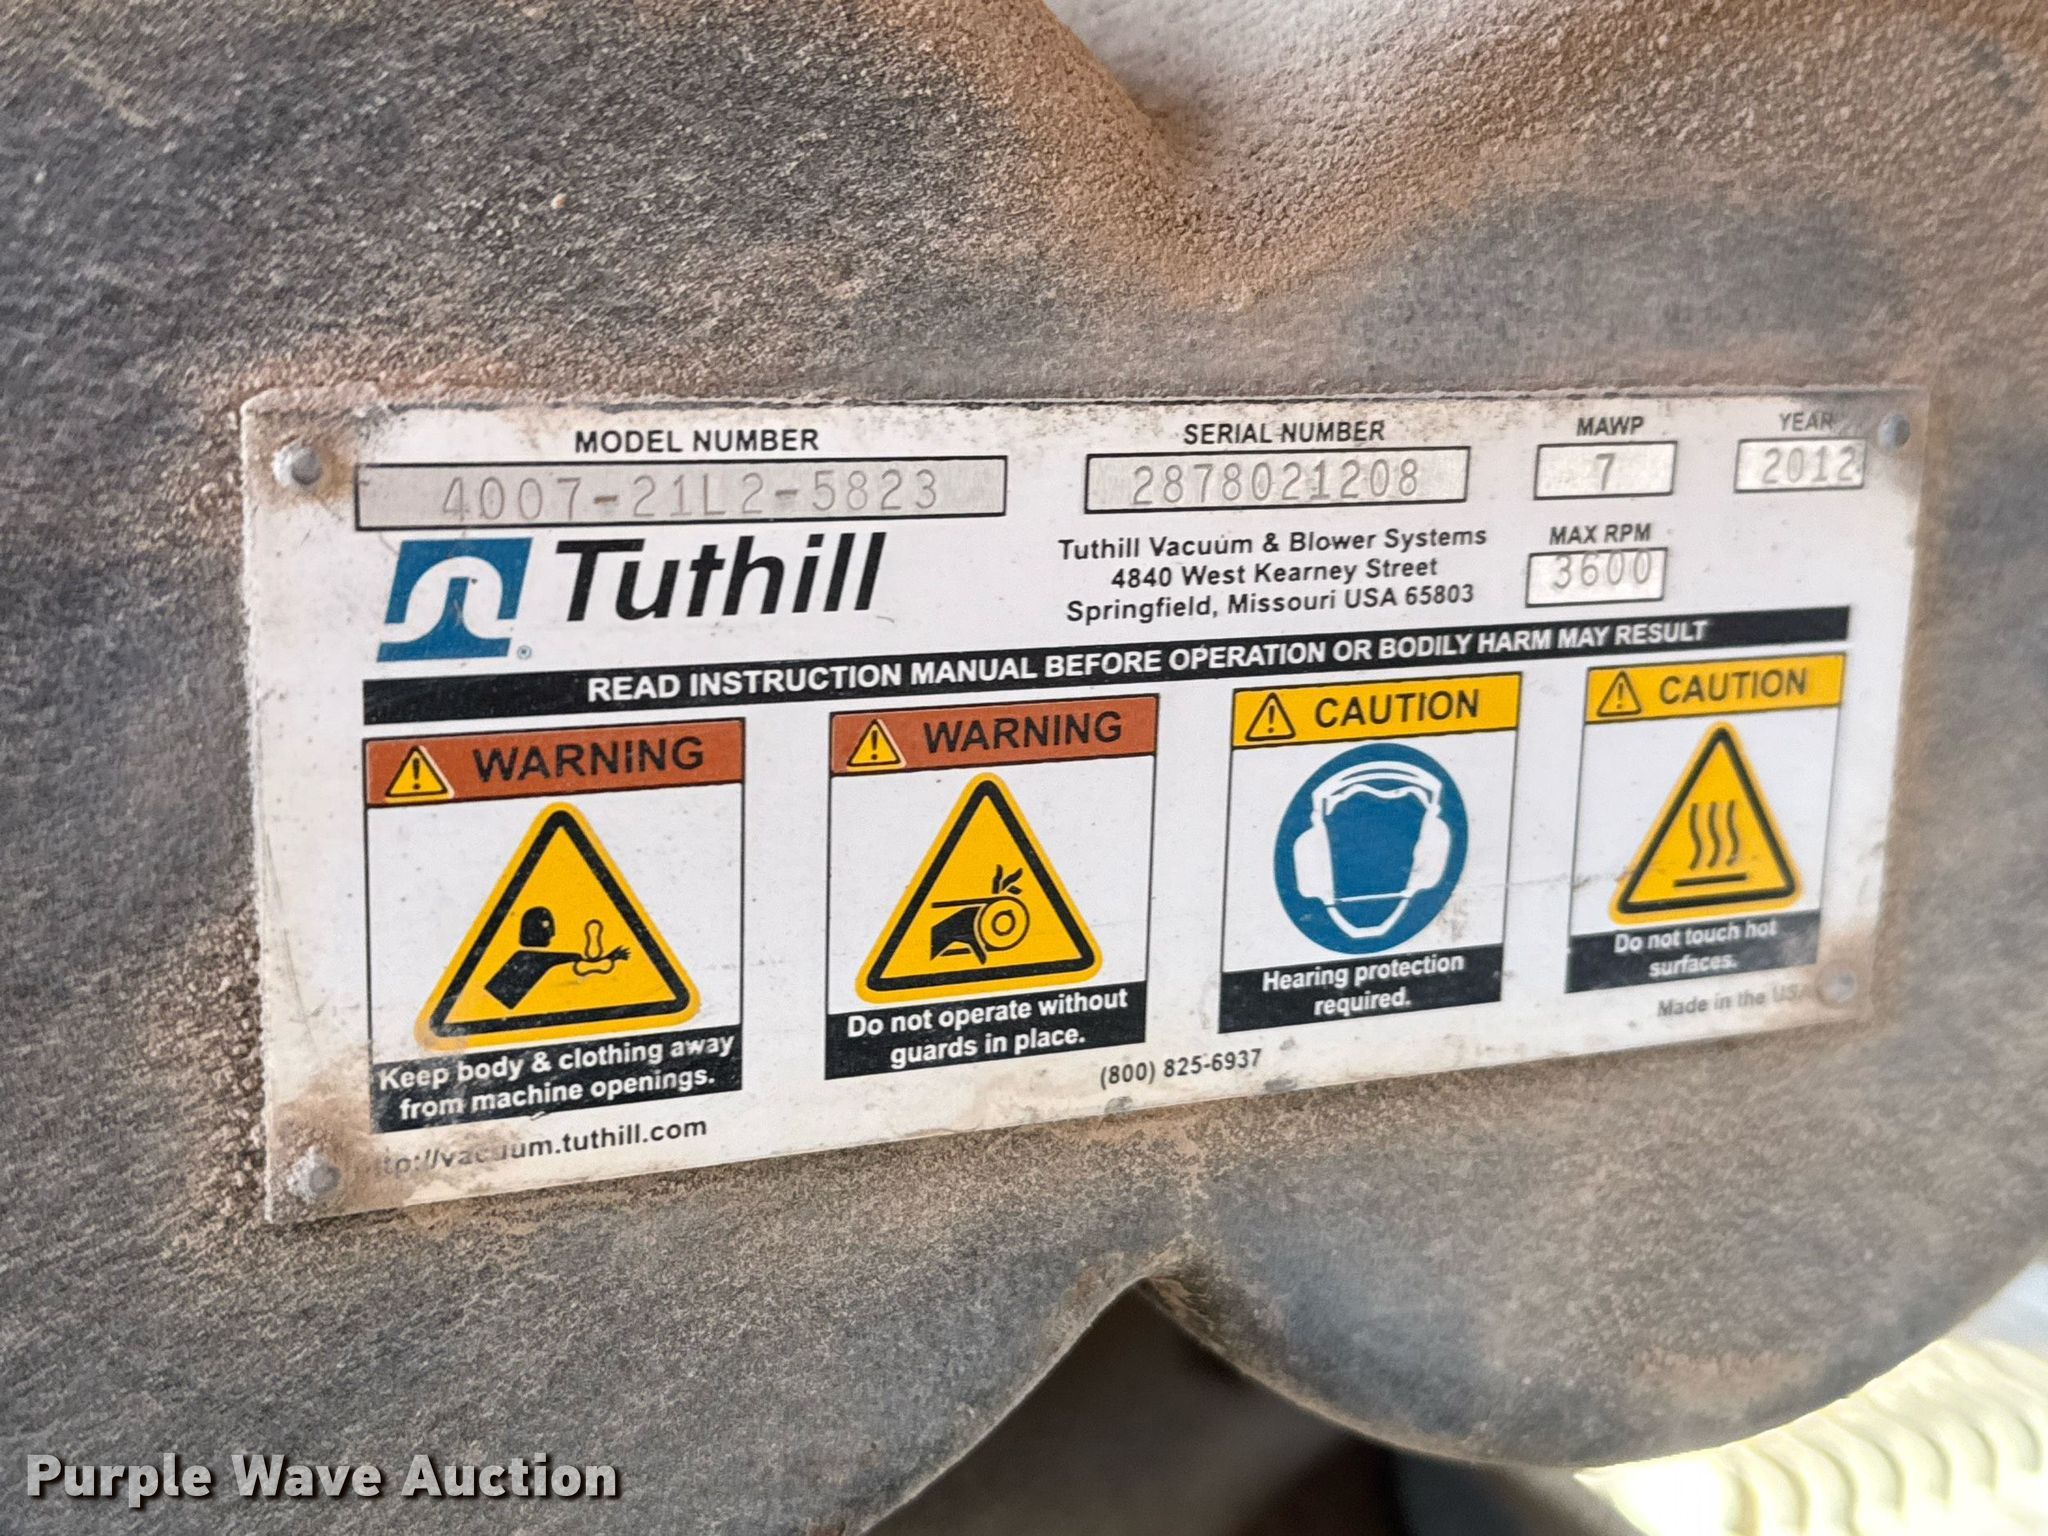 MODEL NUMBER
4007-21L2-5823
SERIAL NUMBER
2878021208
MAWP
7
YEAR
2012
Tuthill
®
Tuthill Vacuum & Blower Systems
4840 West Kearney Street
Springfield, Missouri USA 65803
MAX RPM
3600
READ INSTRUCTION MANUAL BEFORE OPERATION OR BODILY HARM MAY RESULT
WARNING
Keep body & clothing away
from machine openings.
WARNING
Do not operate without
guards in place.
CAUTION
Hearing protection
required.
CAUTION
Do not touch hot
surfaces.
Made in the USA
(800) 825-6937
tp://vacuum.tuthill.com
Purple Wave Auction